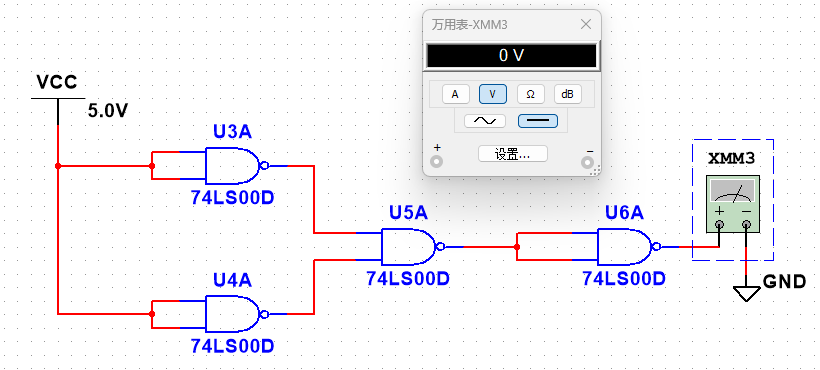 万用表-XMM3
0 V
A
V
Ω
dB
+
设置...
−
VCC
5.0V
U3A
74LS00D
XMM3
+
−
U5A
74LS00D
U6A
74LS00D
GND
U4A
74LS00D